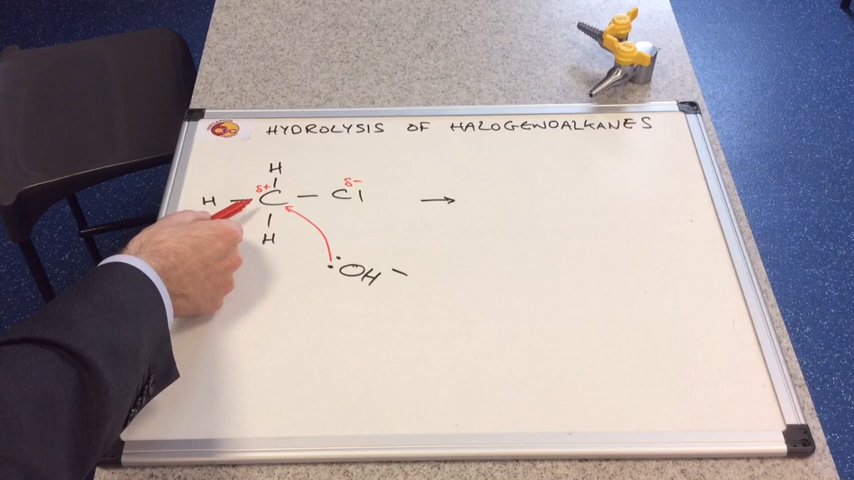 HYDROLYSIS OF HALOGENOALKANES
H
δ+ δ-
H — C — Cl →
H
:OH −